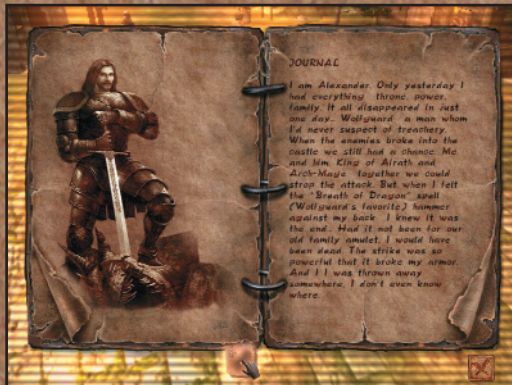 JOURNAL
I am Alexander. Only yesterday I
had everything throne, power,
family. It all disappeared in just
one day.. Wolfguard a man whom
I'd never suspect of treachery.
When the enemies broke into the
castle we still had a chance. Me
and him. King of Alrath and
Arch-Mage together we could
strop the attack. But when I felt
the "Breath of Dragon" spell
(Wolfguard's favorite) hammer
against my back I knew it was
the end.. Had it not been for our
old family amulet, I would have
been dead. The strike was so
powerful that it broke my armor.
And I I was thrown away
somewhere, I don't even know
where.